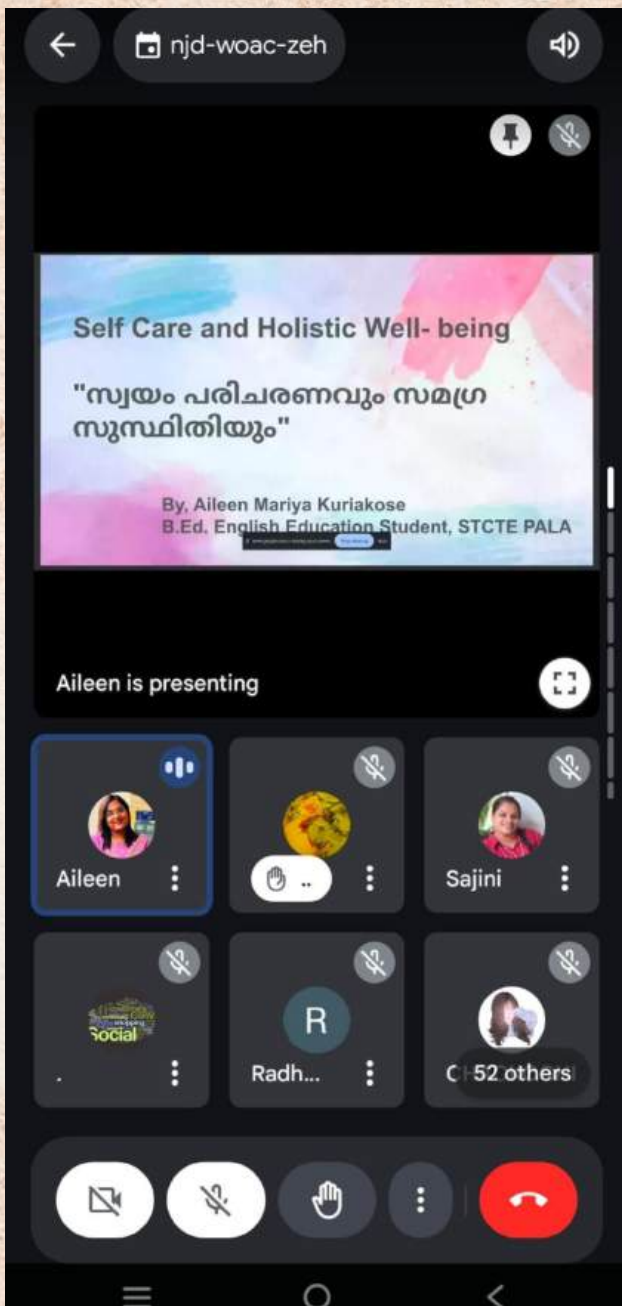 njd-woac-zeh
Self Care and Holistic Well- being
"സ്വയം പരിചരണവും സമഗ്ര
സുസ്ഥിതിയും"
By, Aileen Mariya Kuriakose
B.Ed. English Education Student, STCTE PALA
Aileen is presenting
Aileen
..
Sajini
Social
.
Radh...
R
52 others